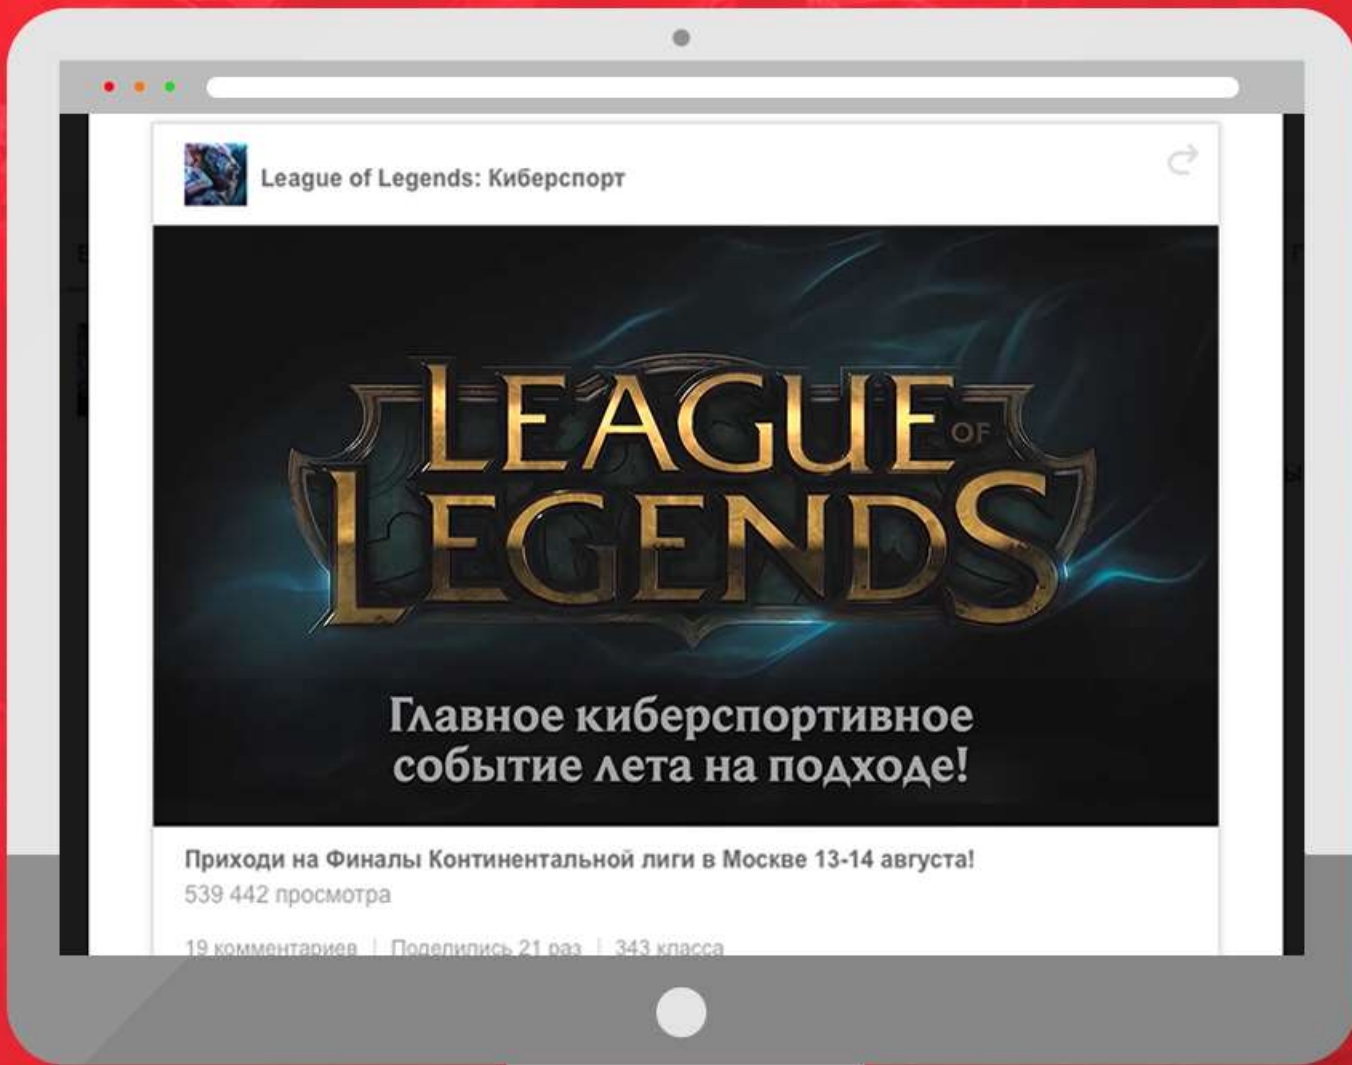 League of Legends: Киберспорт
LEAGUE OF
LEGENDS
Главное киберспортивное
событие лета на подходе!
Приходи на Финалы Континентальной лиги в Москве 13-14 августа!
539 442 просмотра
19 комментариев | Поделились 21 раз | 343 класса